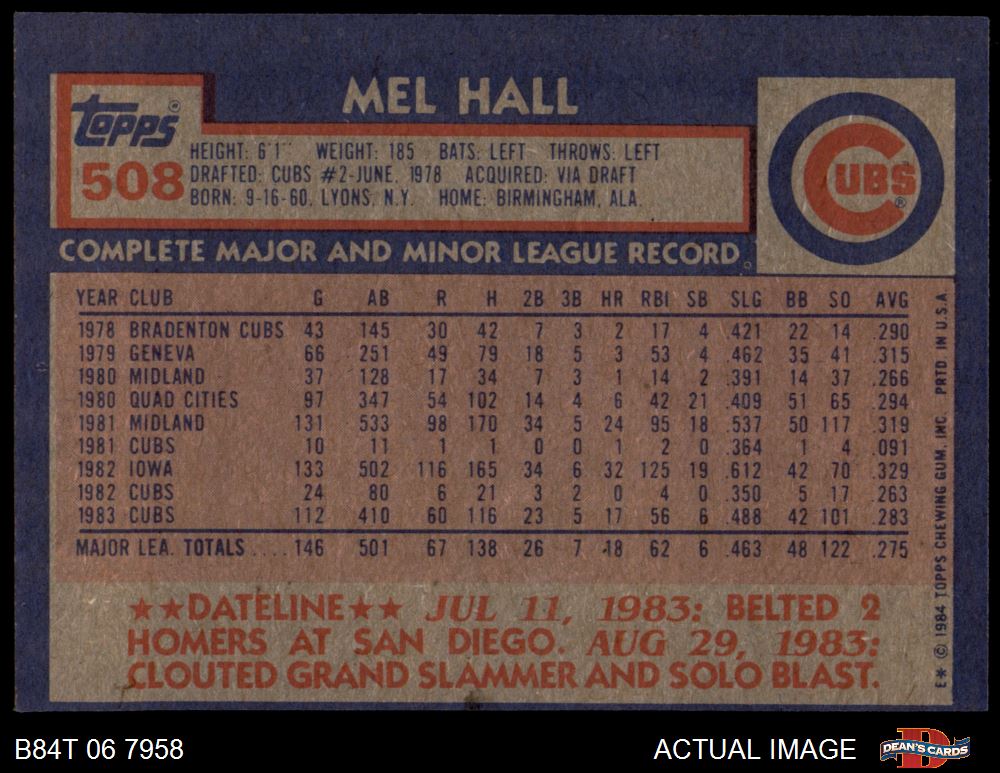 MEL HALL
Topps®
508
HEIGHT: 6'1" WEIGHT: 185 BATS: LEFT THROWS: LEFT
DRAFTED: CUBS #2-JUNE, 1978 ACQUIRED: VIA DRAFT
BORN: 9-16-60, LYONS, N.Y. HOME: BIRMINGHAM, ALA.
CUBS®
COMPLETE MAJOR AND MINOR LEAGUE RECORD
YEAR CLUB G AB R H 2B 3B HR RBI SB SLG BB SO AVG
1978 BRADENTON CUBS 43 145 30 42 7 3 2 17 4 .421 22 14 .290
1979 GENEVA 66 251 49 79 18 5 3 53 4 .462 35 41 .315
1980 MIDLAND 37 128 17 34 7 3 1 14 2 .391 14 37 .266
1980 QUAD CITIES 97 347 54 102 14 4 6 42 21 .409 51 65 .294
1981 MIDLAND 131 533 98 170 34 5 24 95 18 .537 50 117 .319
1981 CUBS 10 11 1 1 0 0 1 2 0 .364 1 4 .091
1982 IOWA 133 502 116 165 34 6 32 125 19 .612 42 70 .329
1982 CUBS 24 80 6 21 3 2 0 4 0 .350 5 17 .263
1983 CUBS 112 410 60 116 23 5 17 56 6 .488 42 101 .283
MAJOR LEA. TOTALS .... 146 501 67 138 26 7 18 62 6 .463 48 122 .275
★★DATELINE★★ JUL 11, 1983: BELTED 2
HOMERS AT SAN DIEGO. AUG 29, 1983:
CLOUTED GRAND SLAMMER AND SOLO BLAST.
E* © 1984 TOPPS CHEWING GUM, INC. PRTD. IN U.S.A.
B84T 06 7958
ACTUAL IMAGE
DEAN'S CARDS